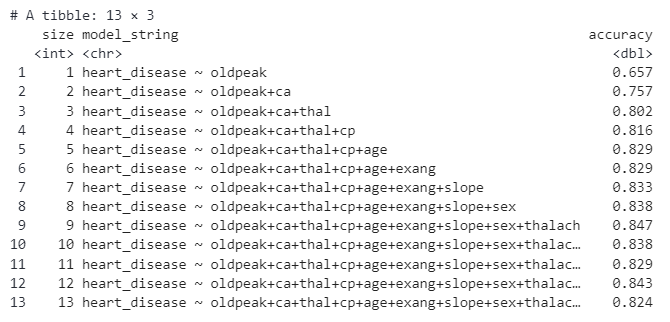 # A tibble: 13 × 3
size model_string accuracy
<int> <chr> <dbl>
1 1 heart_disease ~ oldpeak 0.657
2 2 heart_disease ~ oldpeak+ca 0.757
3 3 heart_disease ~ oldpeak+ca+thal 0.802
4 4 heart_disease ~ oldpeak+ca+thal+cp 0.816
5 5 heart_disease ~ oldpeak+ca+thal+cp+age 0.829
6 6 heart_disease ~ oldpeak+ca+thal+cp+age+exang 0.829
7 7 heart_disease ~ oldpeak+ca+thal+cp+age+exang+slope 0.833
8 8 heart_disease ~ oldpeak+ca+thal+cp+age+exang+slope+sex 0.838
9 9 heart_disease ~ oldpeak+ca+thal+cp+age+exang+slope+sex+thalach 0.847
10 10 heart_disease ~ oldpeak+ca+thal+cp+age+exang+slope+sex+thalac… 0.838
11 11 heart_disease ~ oldpeak+ca+thal+cp+age+exang+slope+sex+thalac… 0.829
12 12 heart_disease ~ oldpeak+ca+thal+cp+age+exang+slope+sex+thalac… 0.843
13 13 heart_disease ~ oldpeak+ca+thal+cp+age+exang+slope+sex+thalac… 0.824